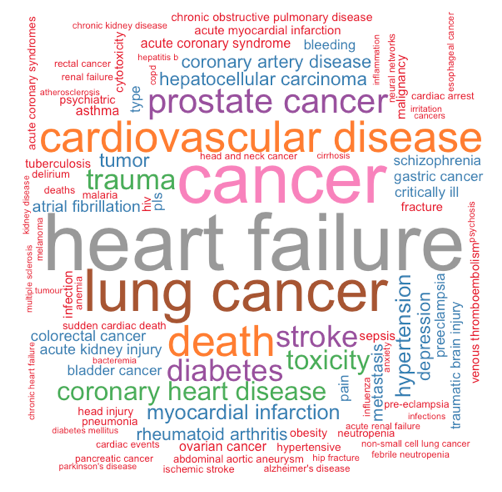 chronic obstructive pulmonary disease
chronic kidney disease
acute myocardial infarction
acute coronary syndrome
bleeding
acute coronary syndromes
hepatitis b
coronary artery disease
rectal cancer
cytotoxicity
copd
hepatocellular carcinoma
inflammation
neural networks
malignancy
esophageal cancer
renal failure
atherosclerosis
type
prostate cancer
cardiac arrest
psychiatric
asthma
irritation
cancers
cardiovascular disease
head and neck cancer
cirrhosis
tuberculosis
tumor
schizophrenia
delirium
trauma
cancer
gastric cancer
deaths
malaria
critically ill
kidney disease
atrial fibrillation
hiv
pls
fracture
heart failure
melanoma
psychosis
multiple sclerosis
tumour
infection
anemia
lung cancer
hypertension
depression
preeclampsia
venous thromboembolism
sudden cardiac death
colorectal cancer
death
stroke
sepsis
acute kidney injury
toxicity
metastasis
anxiety
traumatic brain injury
bacteremia
bladder cancer
diabetes
chronic heart failure
coronary heart disease
pain
influenza
pre-eclampsia
head injury
myocardial infarction
infections
pneumonia
acute renal failure
diabetes mellitus
rheumatoid arthritis
obesity
neutropenia
cardiac events
ovarian cancer
hypertensive
non-small cell lung cancer
pancreatic cancer
abdominal aortic aneurysm
hip fracture
febrile neutropenia
parkinson's disease
ischemic stroke
alzheimer's disease